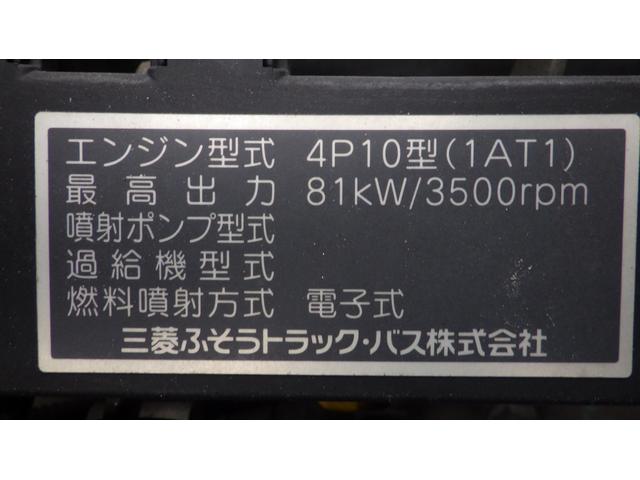 エンジン型式 4P10型(1AT1)
最高出力 81kW/3500rpm
噴射ポンプ型式
過給機型式
燃料噴射方式 電子式
三菱ふそうトラック・バス株式会社